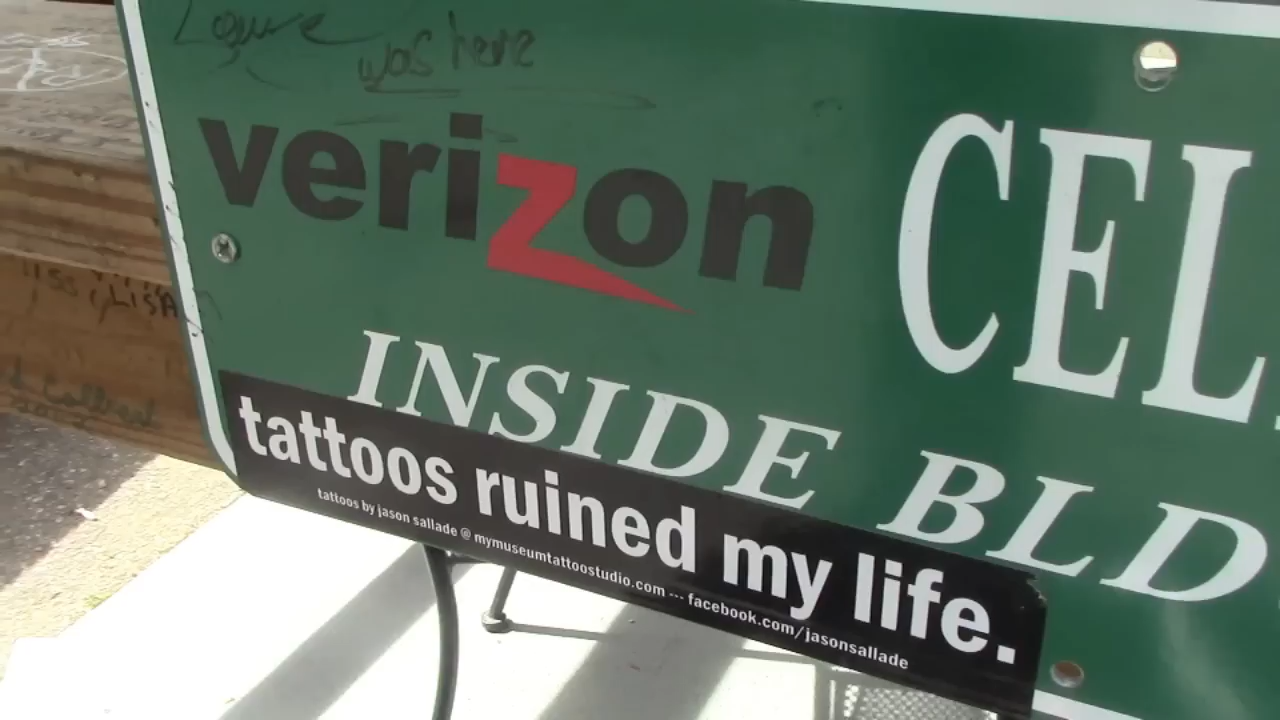 was here
verizon
CEL
INSIDE BLD
tattoos ruined my life.
tattoos by jason sallade @ mymuseumtattoostudio.com --- facebook.com/jasonsallade
LISA